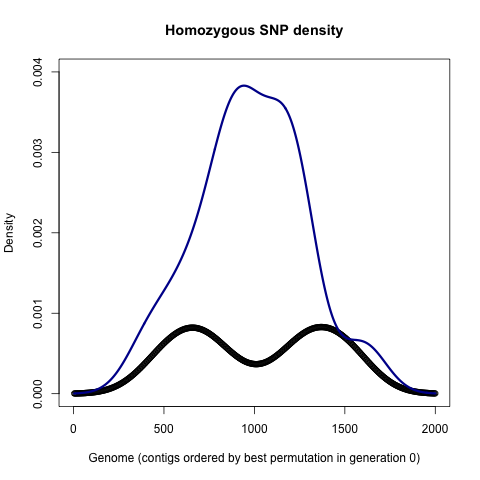 Homozygous SNP density
Density
0.004
0.003
0.002
0.001
0.000
0 500 1000 1500 2000
Genome (contigs ordered by best permutation in generation 0)